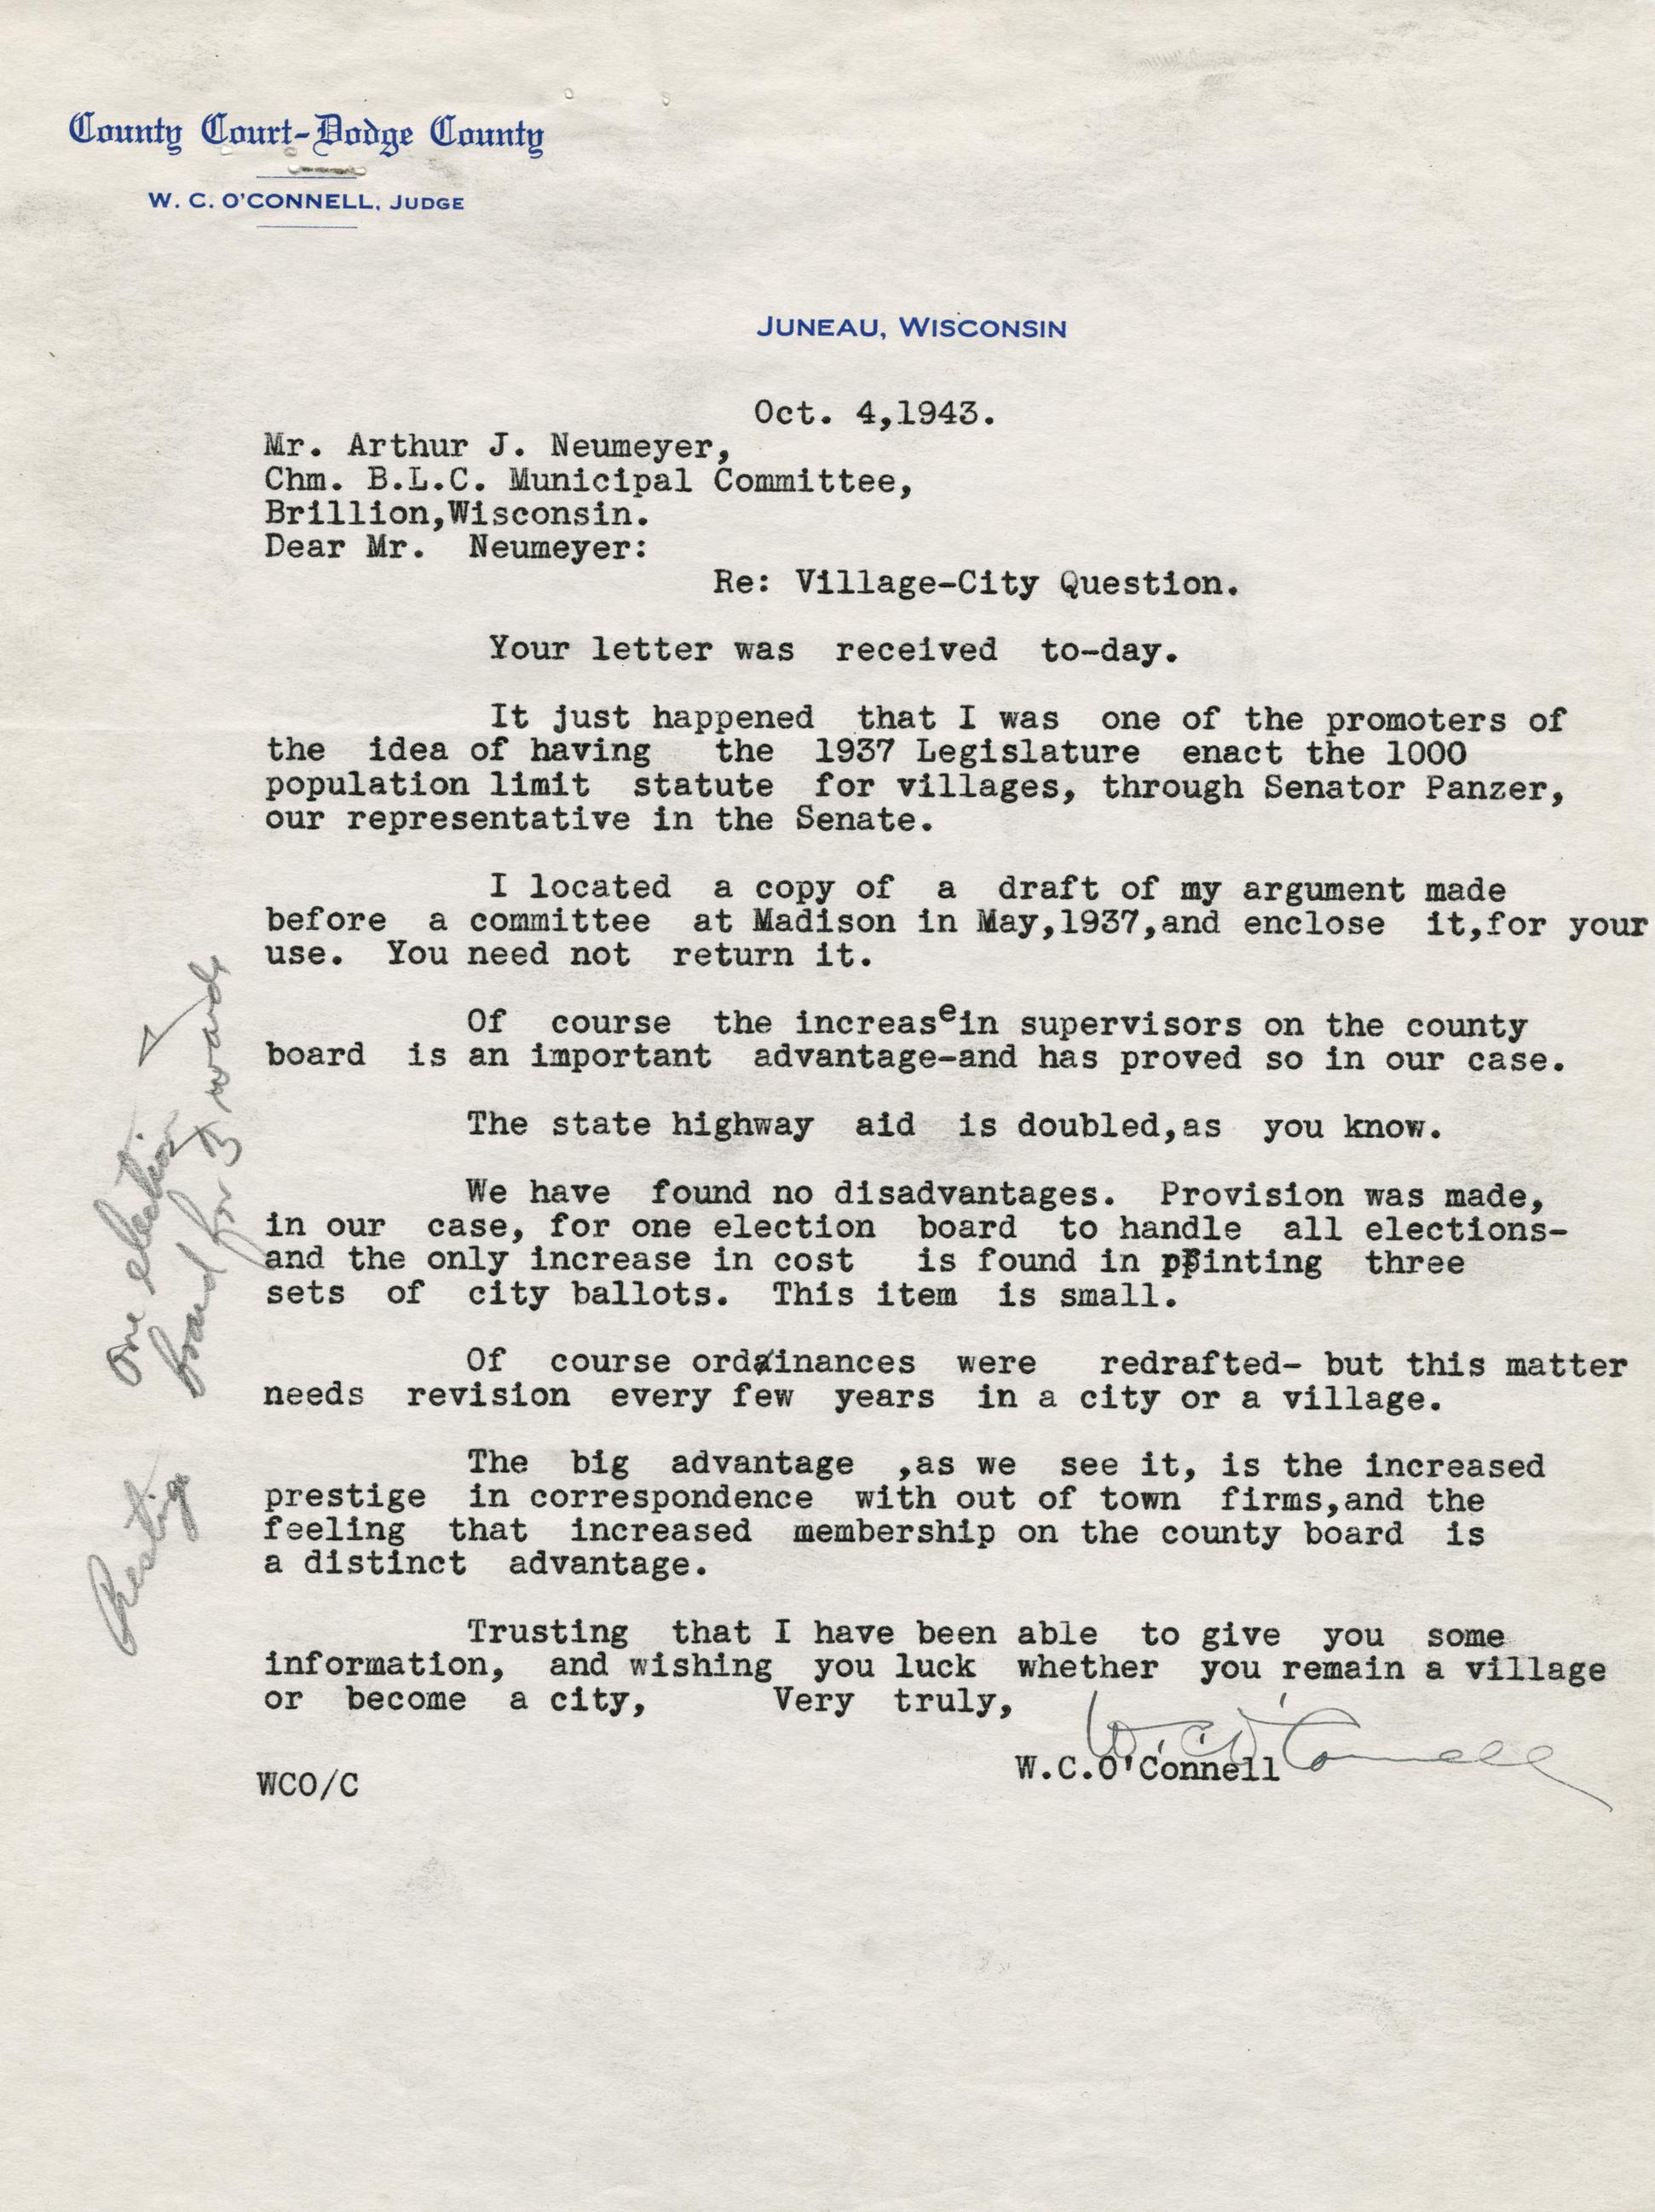 County Court-Dodge County
W. C. O'CONNELL, JUDGE
JUNEAU, WISCONSIN
Oct. 4,1943.
Mr. Arthur J. Neumeyer,
Chm. B.L.C. Municipal Committee,
Brillion,Wisconsin.
Dear Mr. Neumeyer:
Re: Village-City Question.
Your letter was received to-day.
It just happened that I was one of the promoters of
the idea of having the 1937 Legislature enact the 1000
population limit statute for villages, through Senator Panzer,
our representative in the Senate.
I located a copy of a draft of my argument made
before a committee at Madison in May,1937,and enclose it,for your
use. You need not return it.
Of course the increase in supervisors on the county
board is an important advantage-and has proved so in our case.
The state highway aid is doubled,as you know.
We have found no disadvantages. Provision was made,
in our case, for one election board to handle all elections-
and the only increase in cost is found in printing three
sets of city ballots. This item is small.
Of course ordainances were redrafted- but this matter
needs revision every few years in a city or a village.
The big advantage ,as we see it, is the increased
prestige in correspondence with out of town firms,and the
feeling that increased membership on the county board is
a distinct advantage.
Trusting that I have been able to give you some
information, and wishing you luck whether you remain a village
or become a city, Very truly,
W.C. O'Connell
W.C.O'Connell
WCO/C
one election
board for 3 wards
Prestige